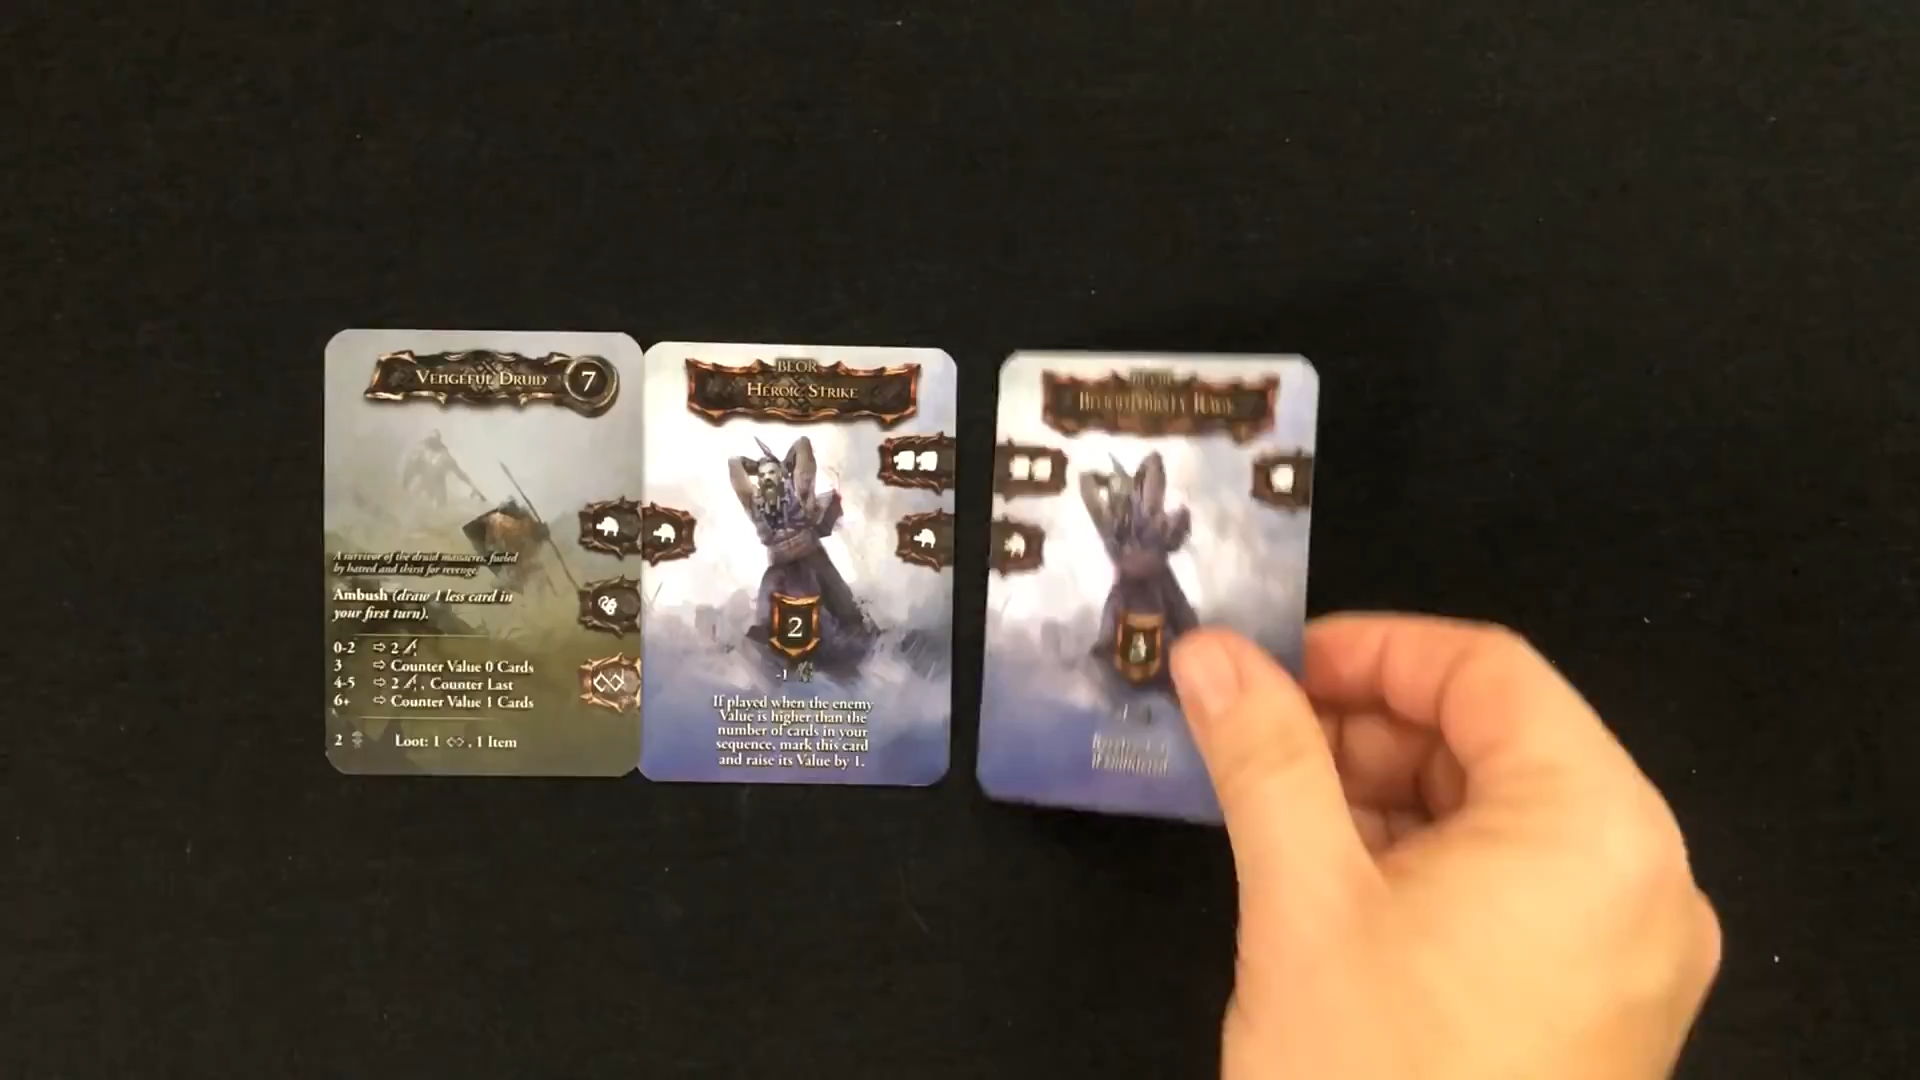 VENGEFUL DRUID 7
A survivor of the druid massacres, fueled
by hatred and thirst for revenge.
Ambush (draw 1 less card in
your first turn).
0-2 ⇨ 2
3 ⇨ Counter Value 0 Cards
4-5 ⇨ 2 , Counter Last
6+ ⇨ Counter Value 1 Cards
2 Loot: 1 , 1 Item
BEOR
HEROIC STRIKE
2
-1
If played when the enemy
Value is higher than the
number of cards in your
sequence, mark this card
and raise its Value by 1.